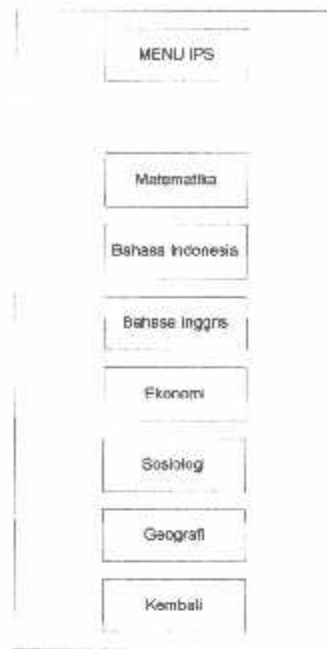 MENU IPS
Matematika
Bahasa Indonesia
Bahasa Inggris
Ekonomi
Sosiologi
Geografi
Kembali